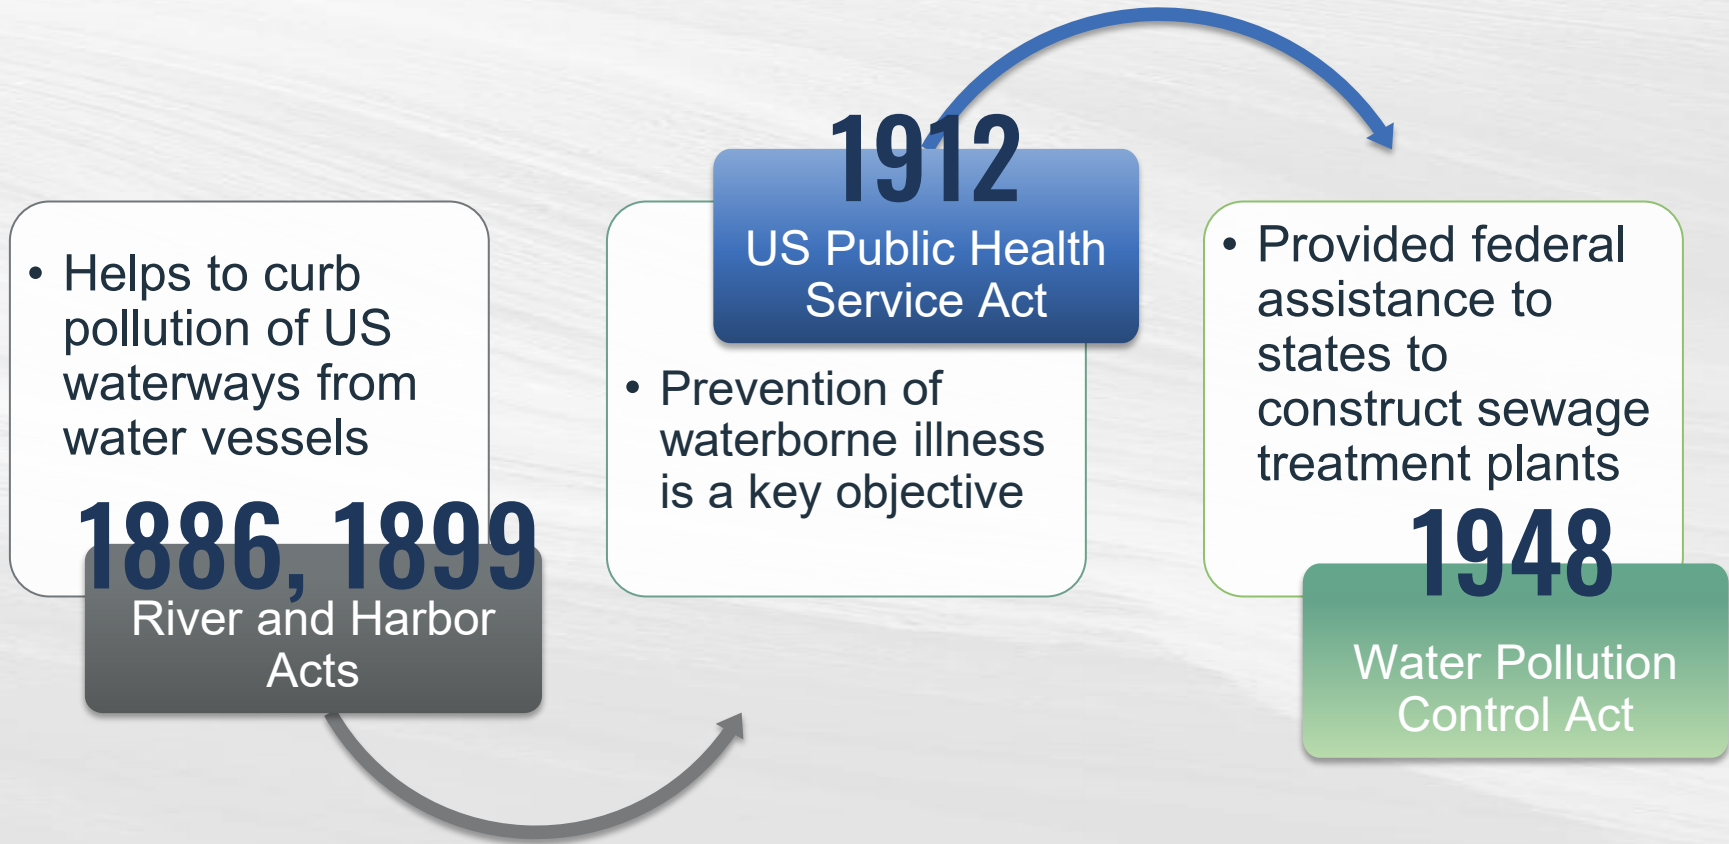 • Helps to curb
pollution of US
waterways from
water vessels
1886, 1899
River and Harbor
Acts
1912
US Public Health
Service Act
• Prevention of
waterborne illness
is a key objective
• Provided federal
assistance to
states to
construct sewage
treatment plants
1948
Water Pollution
Control Act